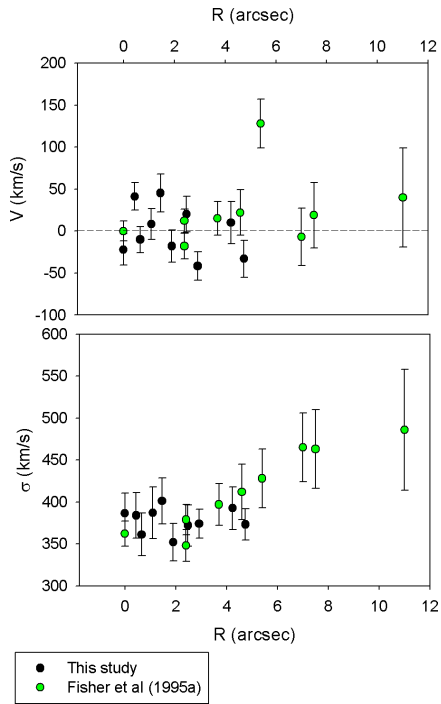 R (arcsec)
0 2 4 6 8 10 12
200
150
100
50
0
-50
-100
V (km/s)
600
550
500
450
400
350
300
σ (km/s)
0 2 4 6 8 10 12
R (arcsec)
This study
Fisher et al (1995a)